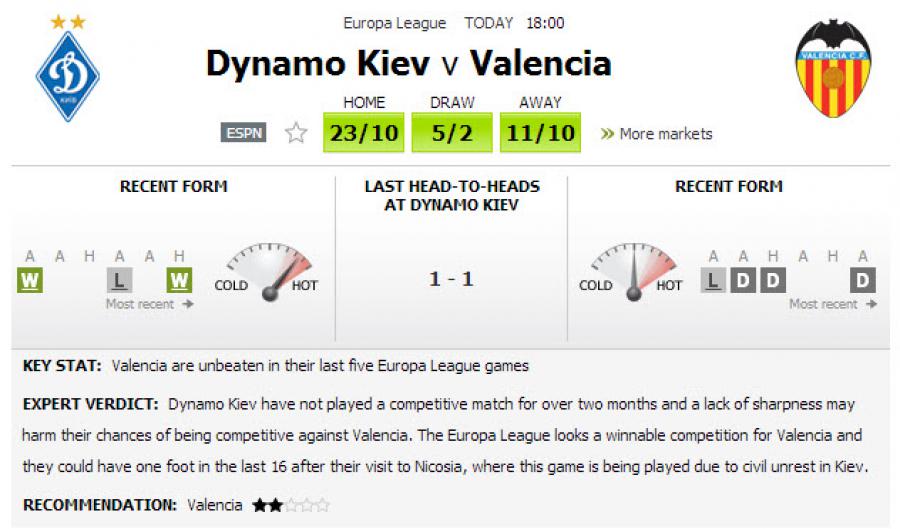 Europa League TODAY 18:00
Dynamo Kiev v Valencia
HOME DRAW AWAY
ESPN 23/10 5/2 11/10 » More markets
КИЇВ
VALENCIA C.F.
RECENT FORM
A A H A A H
W L W
COLD HOT
Most recent
LAST HEAD-TO-HEADS
AT DYNAMO KIEV
1 - 1
RECENT FORM
COLD HOT
A A H A H A
L D D D
Most recent
KEY STAT: Valencia are unbeaten in their last five Europa League games
EXPERT VERDICT: Dynamo Kiev have not played a competitive match for over two months and a lack of sharpness may
harm their chances of being competitive against Valencia. The Europa League looks a winnable competition for Valencia and
they could have one foot in the last 16 after their visit to Nicosia, where this game is being played due to civil unrest in Kiev.
RECOMMENDATION: Valencia